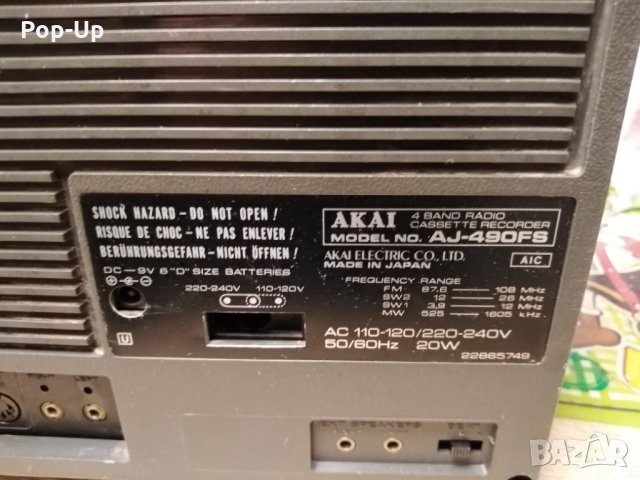 Pop-Up
SHOCK HAZARD – DO NOT OPEN!
RISQUE DE CHOC – NE PAS ENLEVER!
BERÜHRUNGSGEFAHR – NICHT ÖFFNEN!
DC – 9V 6 "D" SIZE BATTERIES
220-240V 110-120V
U
AKAI 4 BAND RADIO
CASSETTE RECORDER
MODEL NO. AJ-490FS
AKAI ELECTRIC CO., LTD.
MADE IN JAPAN
AIC
FREQUENCY RANGE
FM 87.6 108 MHz
SW2 12 26 MHz
SW1 3.9 12 MHz
MW 525 1605 kHz
AC 110-120/220-240V
50/60Hz 20W
22865749
EXT SPEAKERS
BAZAR